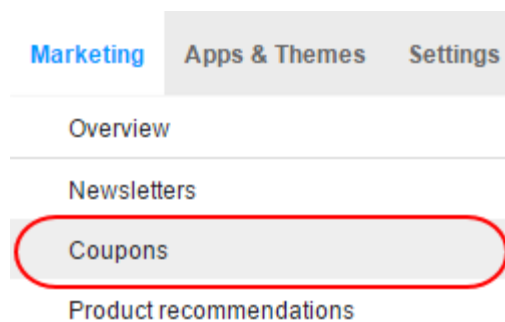 Marketing Apps & Themes Settings
Overview
Newsletters
Coupons
Product recommendations